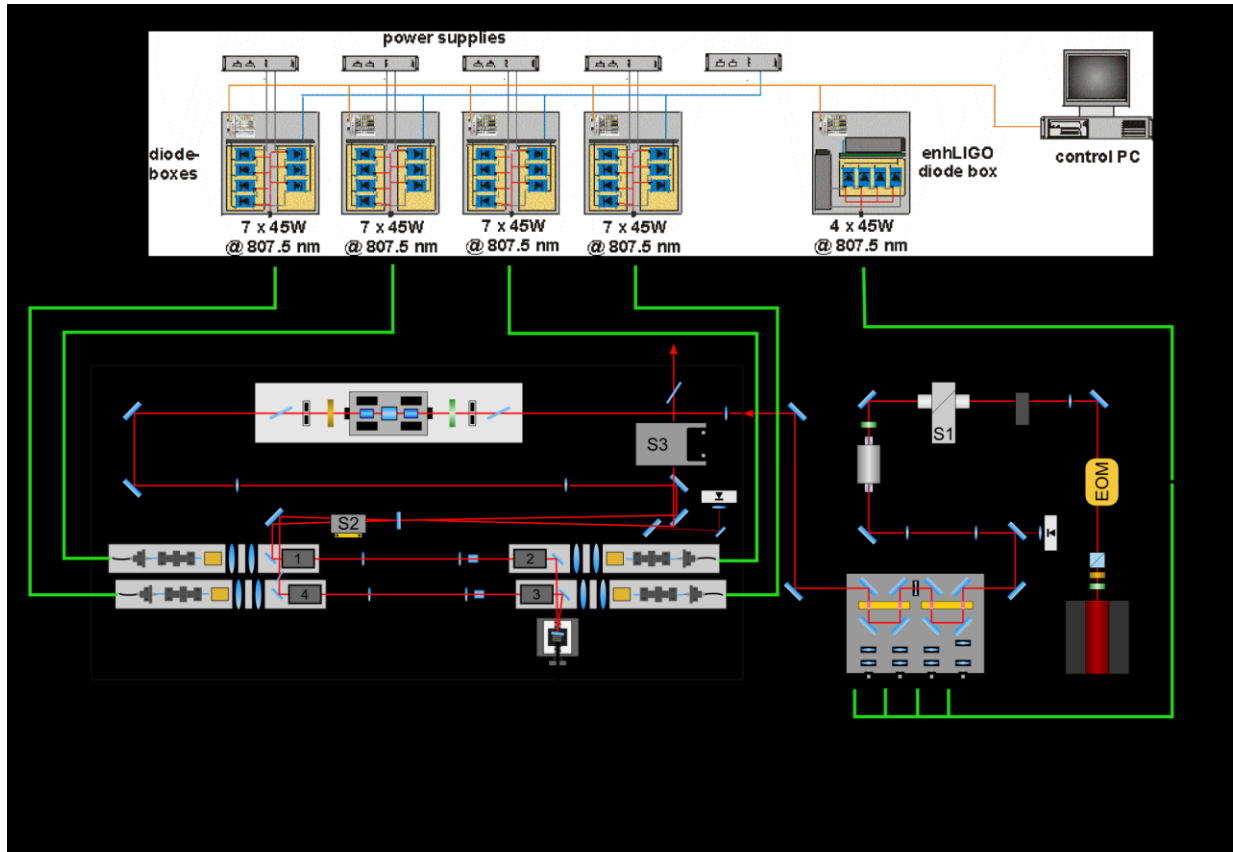 power supplies
diode-
boxes
enhLIGO
diode box
control PC
7 x 45W
@ 807.5 nm
7 x 45W
@ 807.5 nm
7 x 45W
@ 807.5 nm
7 x 45W
@ 807.5 nm
4 x 45W
@ 807.5 nm
S1
S3
EOM
S2
1
2
4
3